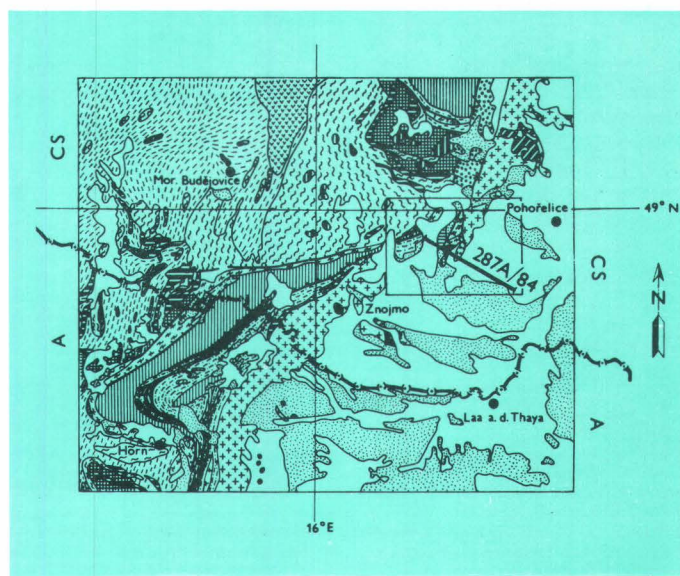 CS
Mor. Budějovice
Pohořelice
49° N
CS
287A/84
N
Znojmo
A
Laa a. d. Thaya
A
Horn
16° E